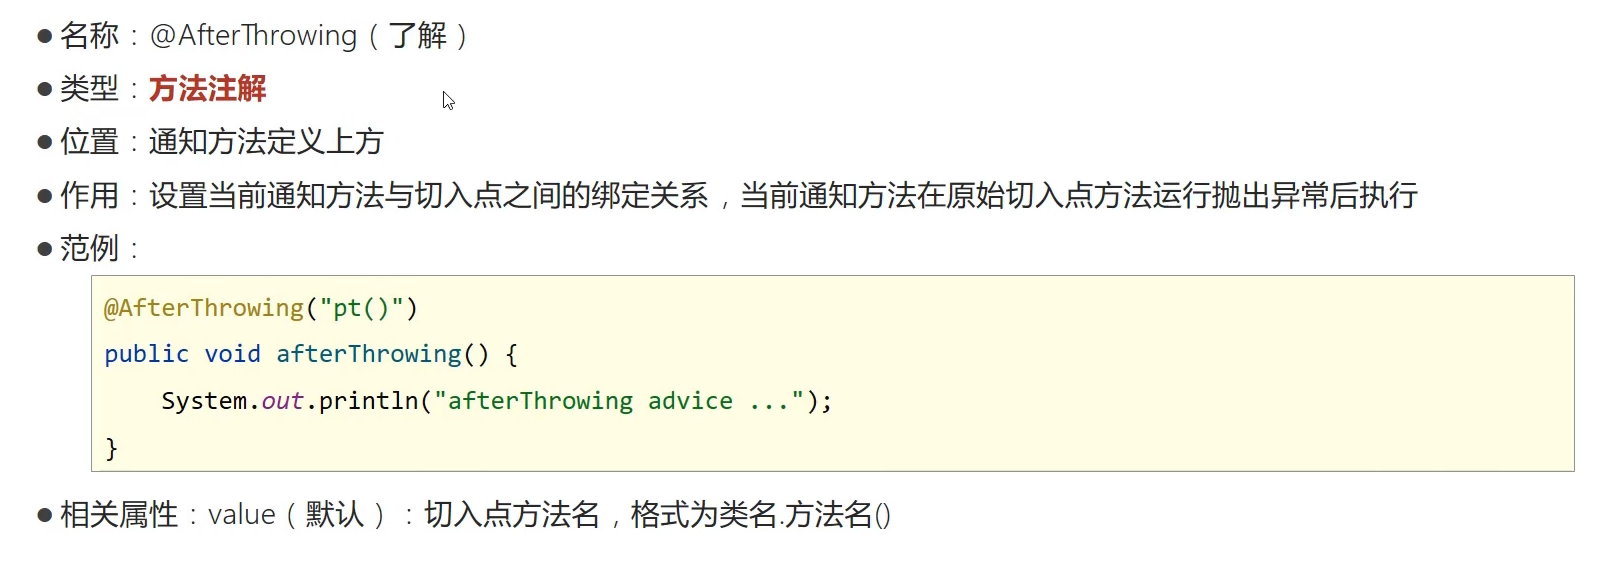 ● 名称：@AfterThrowing（了解）
● 类型：方法注解
● 位置：通知方法定义上方
● 作用：设置当前通知方法与切入点之间的绑定关系，当前通知方法在原始切入点方法运行抛出异常后执行
● 范例：
@AfterThrowing("pt()")
public void afterThrowing() {
    System.out.println("afterThrowing advice ...");
}
● 相关属性：value（默认）：切入点方法名，格式为类名.方法名()